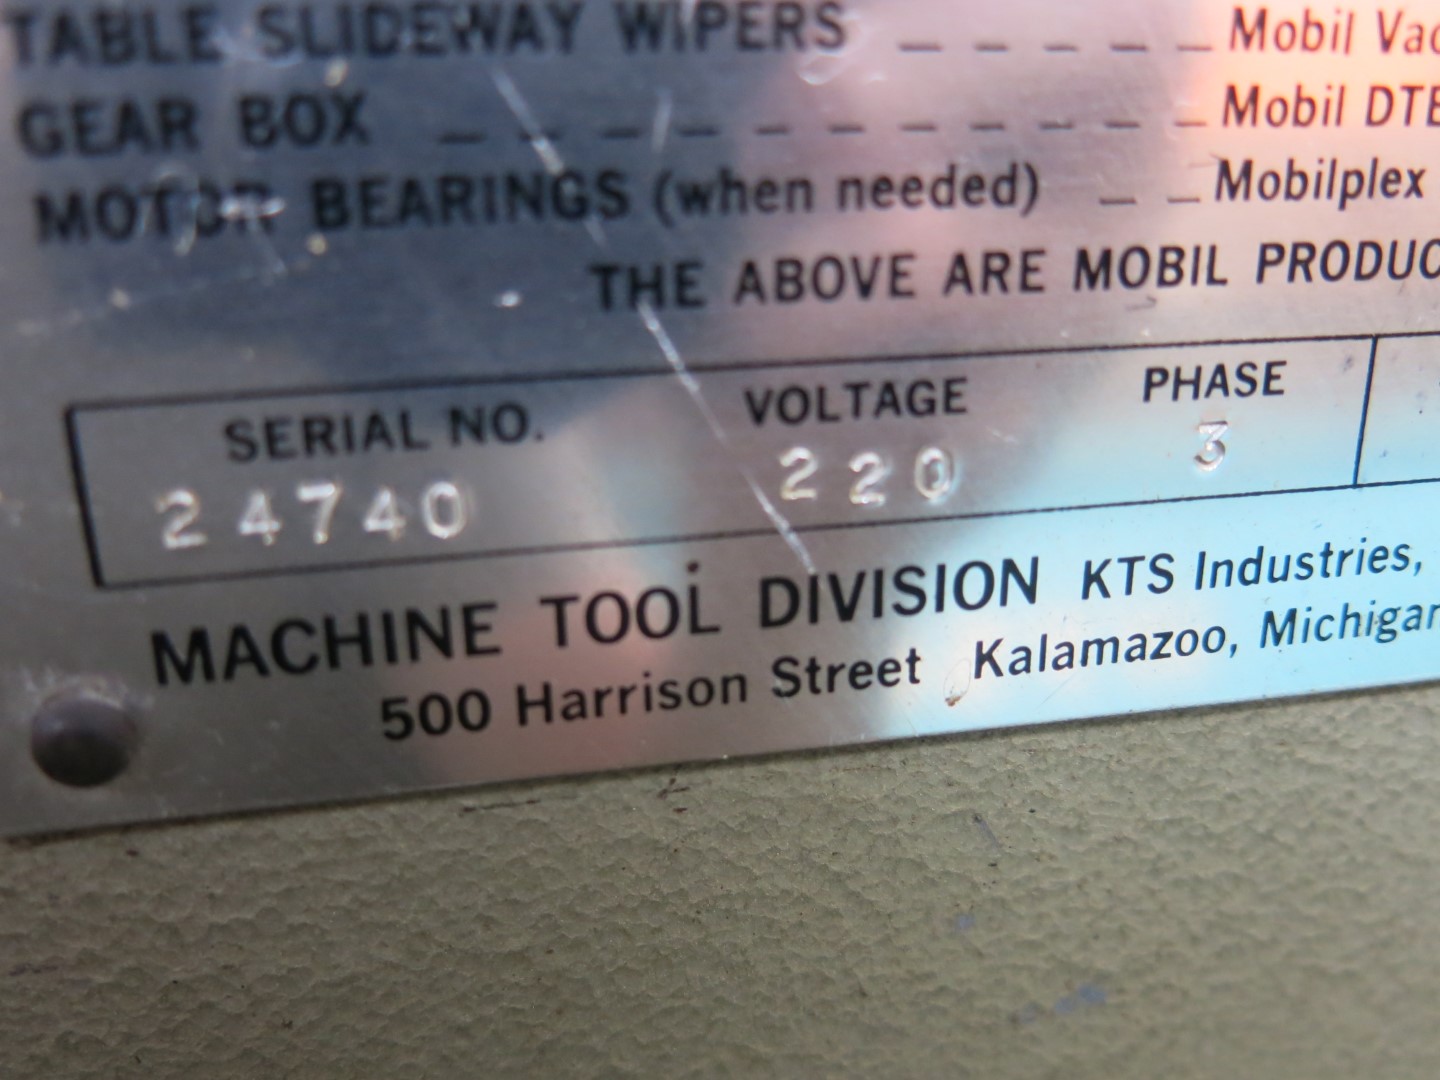 TABLE SLIDEWAY WIPERS _ _ _ _ _ Mobil Vac
GEAR BOX _ _ _ _ _ _ _ _ _ _ _ Mobil DTE
MOTOR BEARINGS (when needed) _ _ Mobilplex
THE ABOVE ARE MOBIL PRODUC
SERIAL NO. VOLTAGE PHASE
24740 220 3
MACHINE TOOL DIVISION KTS Industries,
500 Harrison Street Kalamazoo, Michigan